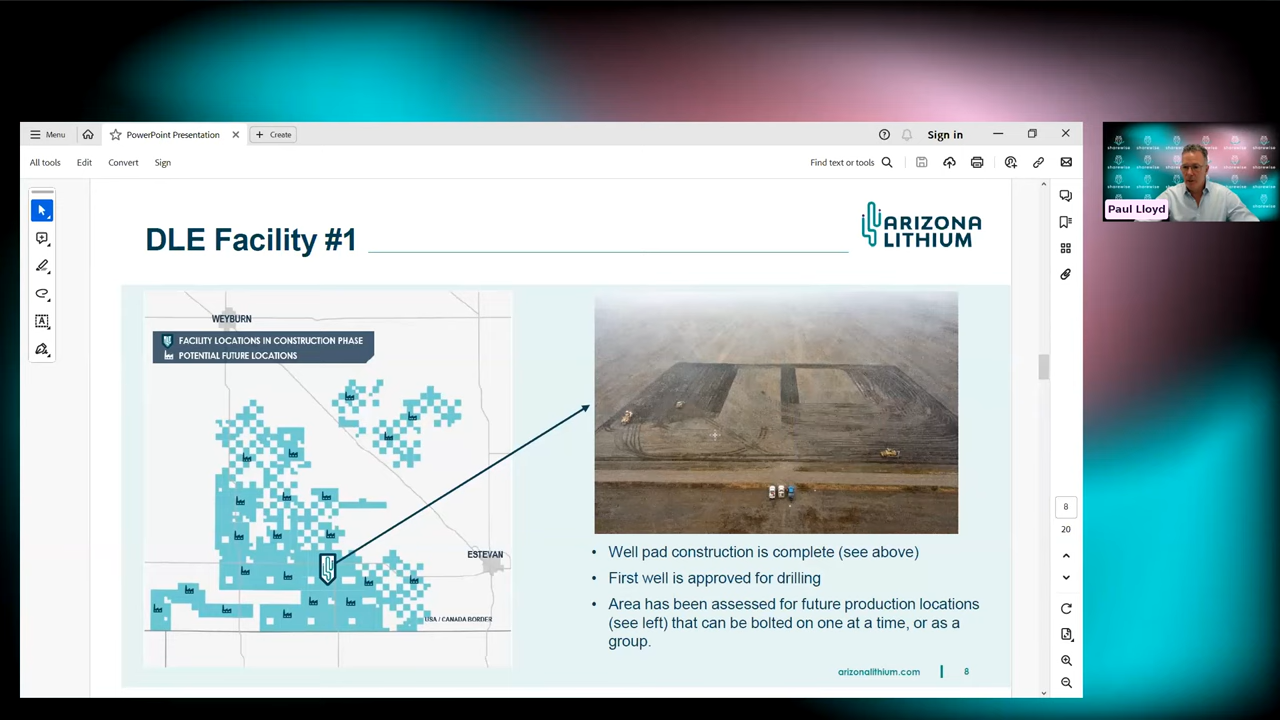 Menu
PowerPoint Presentation
Create
Sign in
All tools
Edit
Convert
Sign
Find text or tools
DLE Facility #1
ARIZONA
LITHIUM
WEYBURN
FACILITY LOCATIONS IN CONSTRUCTION PHASE
POTENTIAL FUTURE LOCATIONS
ESTEVAN
USA / CANADA BORDER
• Well pad construction is complete (see above)
• First well is approved for drilling
• Area has been assessed for future production locations
(see left) that can be bolted on one at a time, or as a
group.
arizonalithium.com
8
8
20
sharewise
Paul Lloyd